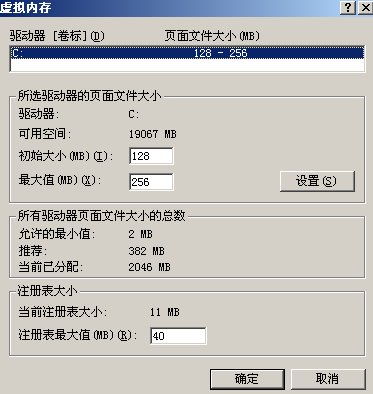 虚拟内存
驱动器 [卷标](D) 页面文件大小(MB)
C: 128 - 256
所选驱动器的页面文件大小
驱动器: C:
可用空间: 19067 MB
初始大小(MB)(I): 128
最大值(MB)(X): 256
设置(S)
所有驱动器页面文件大小的总数
允许的最小值: 2 MB
推荐: 382 MB
当前已分配: 2046 MB
注册表大小
当前注册表大小: 11 MB
注册表最大值(MB)(R): 40
确定 取消